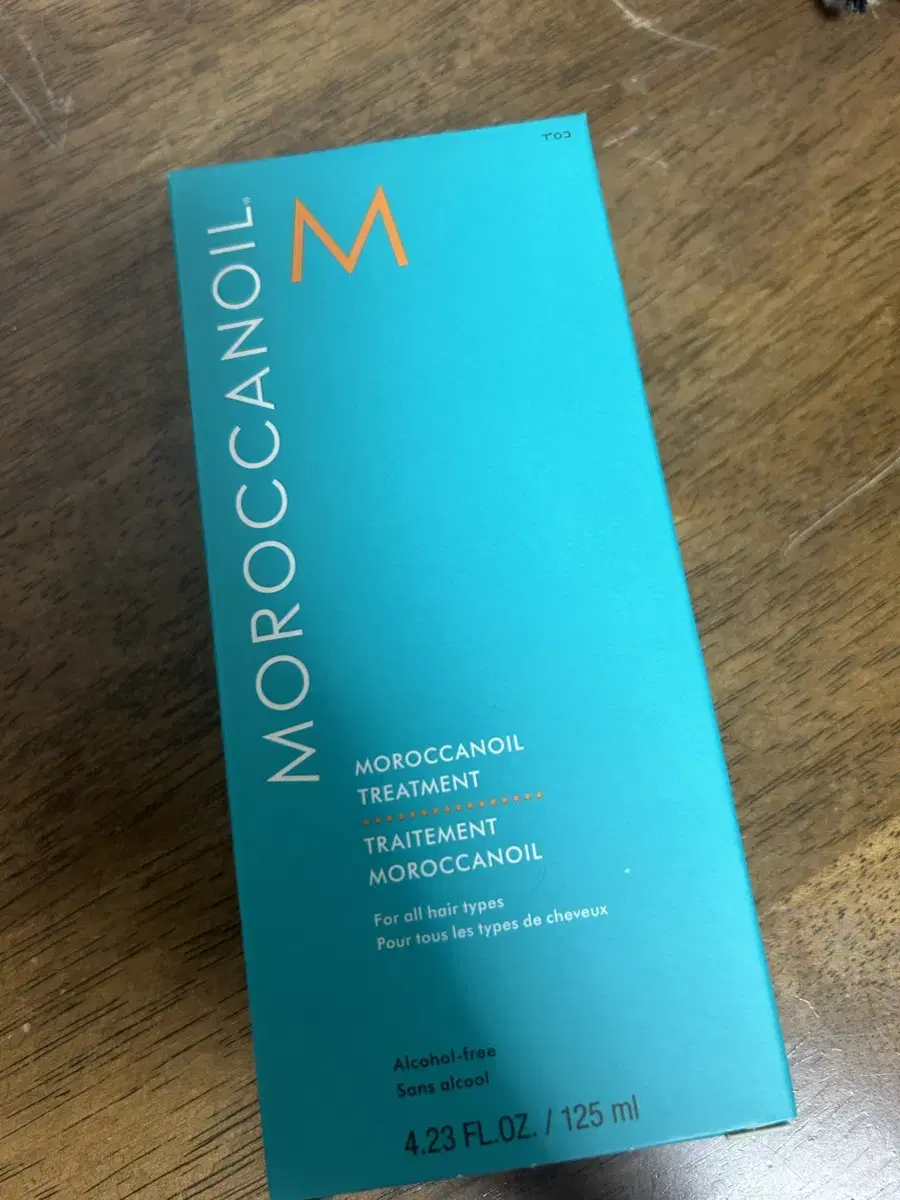 MOROCCANOIL®
M
MOROCCANOIL
TREATMENT
TRAITEMENT
MOROCCANOIL
For all hair types
Pour tous les types de cheveux
Alcohol-free
Sans alcool
4.23 FL.OZ. / 125 ml